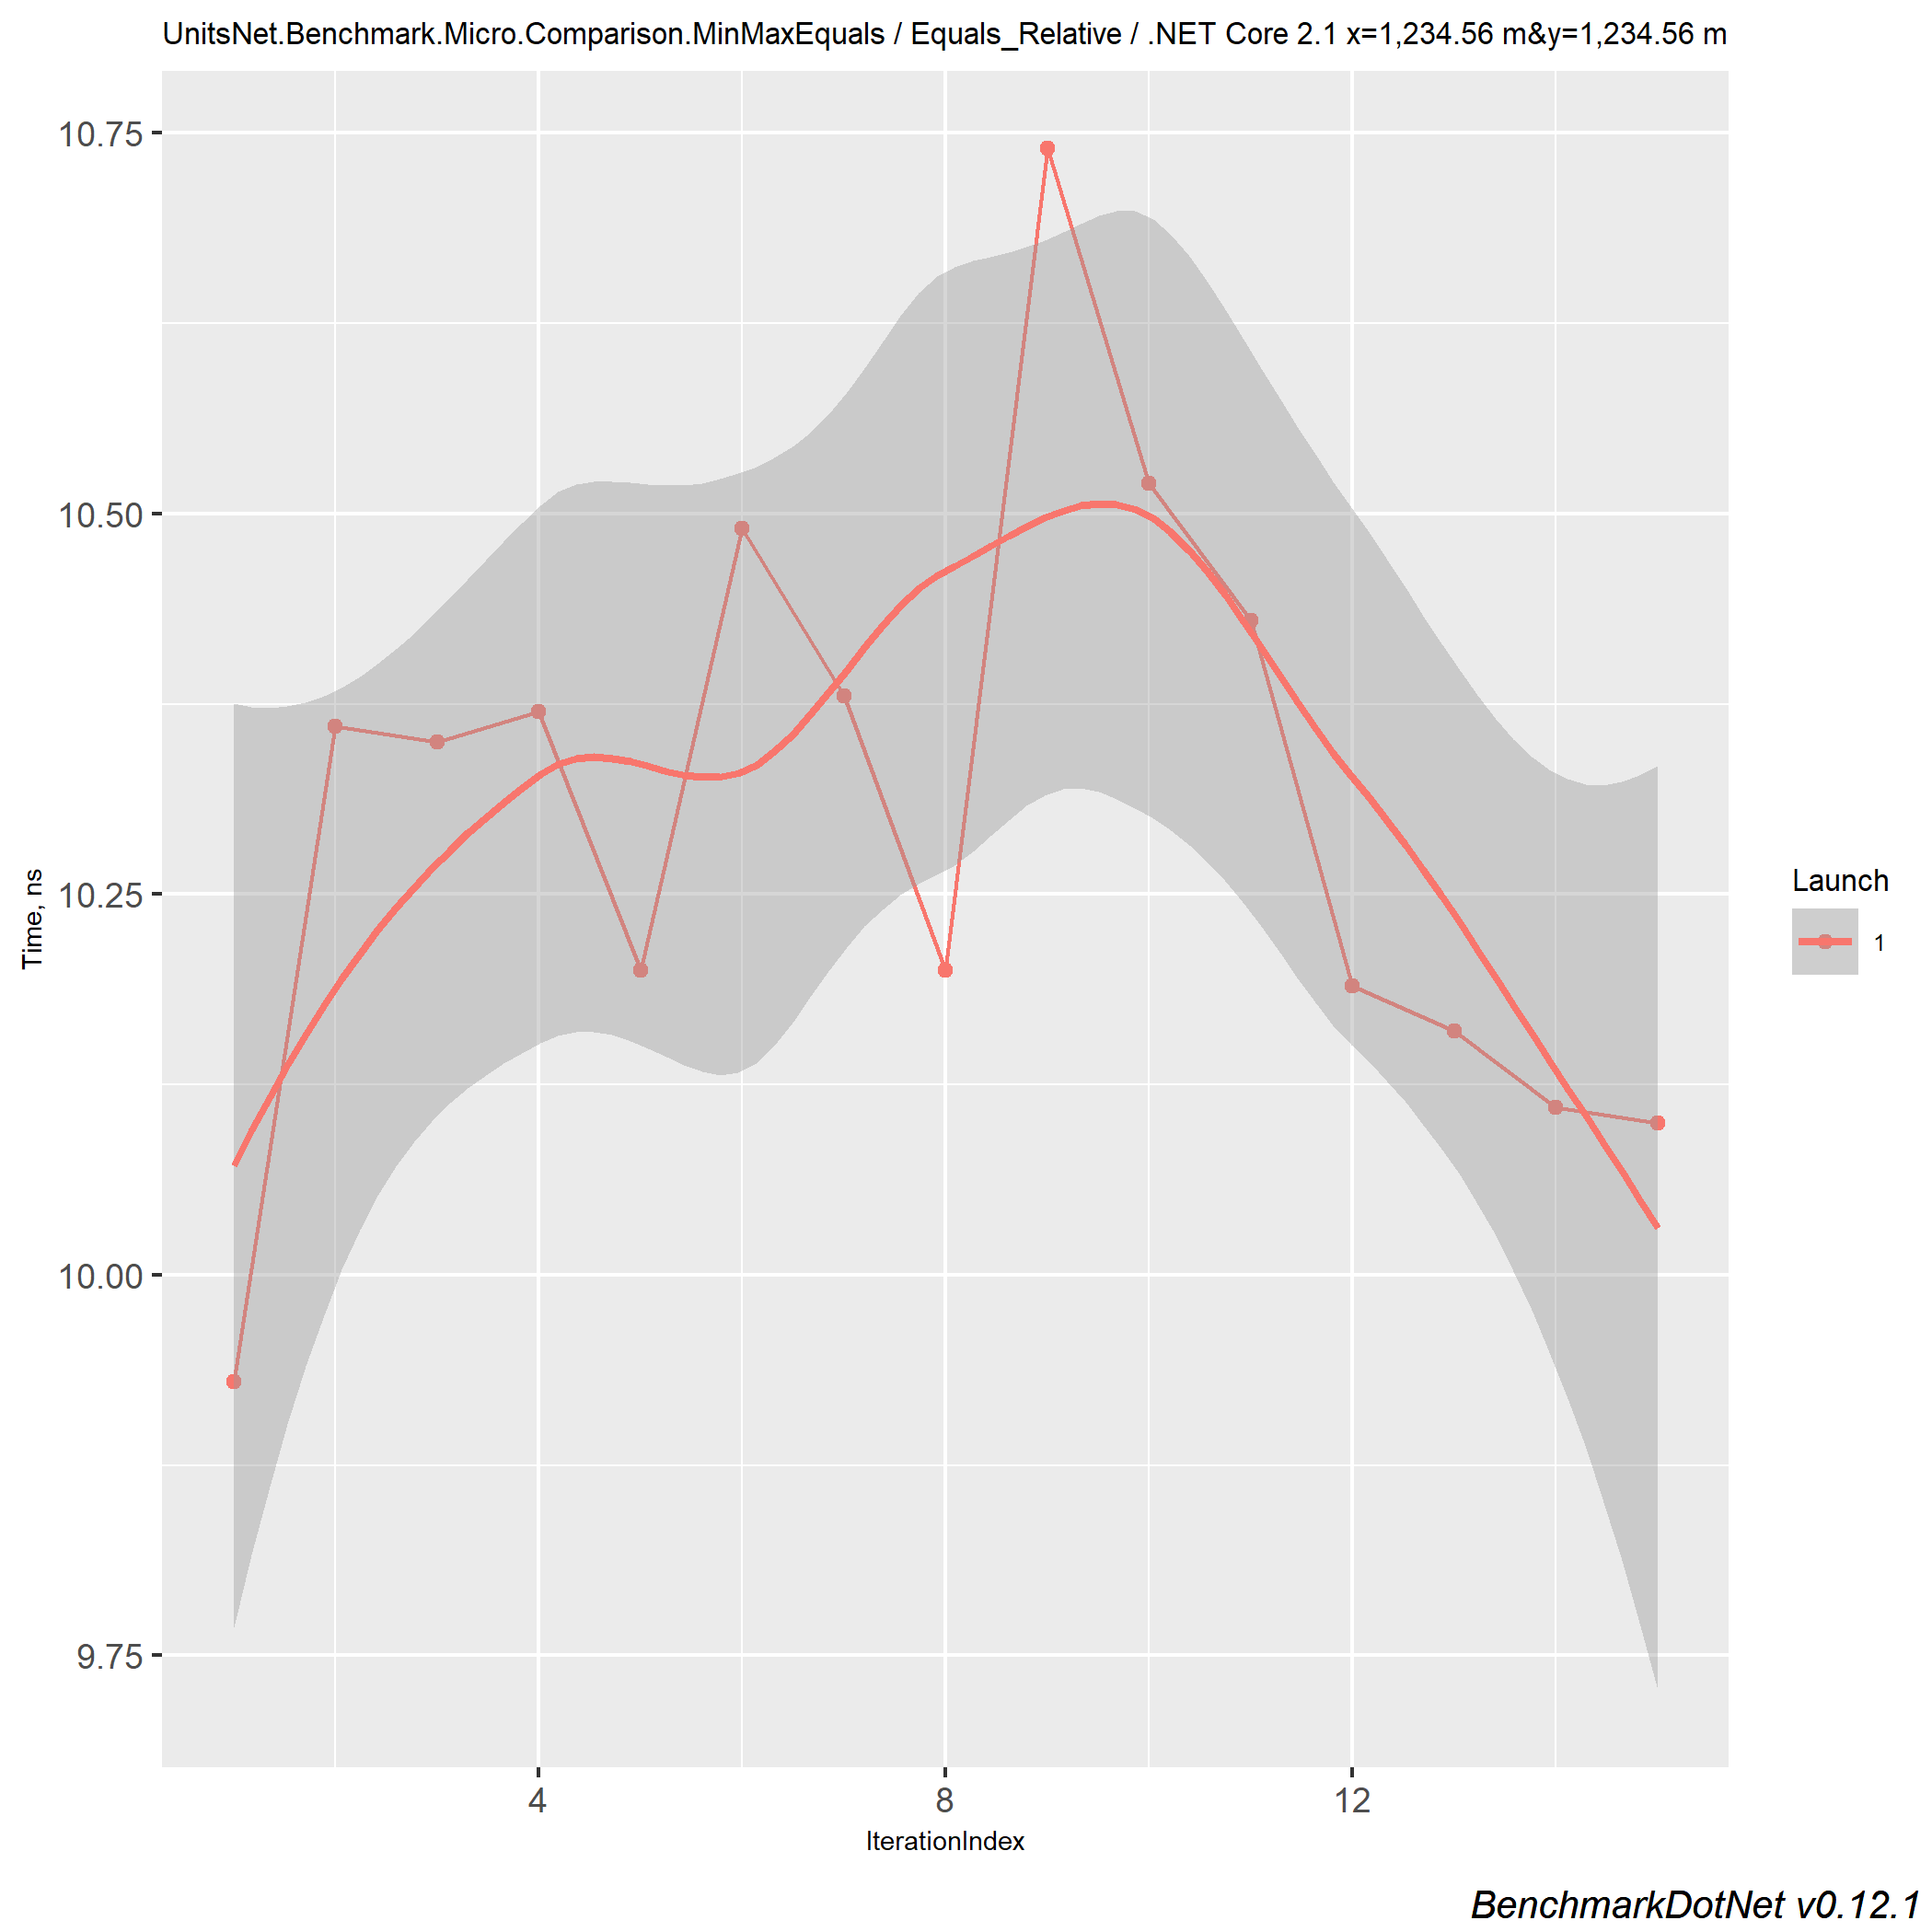 UnitsNet.Benchmark.Micro.Comparison.MinMaxEquals / Equals_Relative / .NET Core 2.1 x=1,234.56 m&y=1,234.56 m
10.75
10.50
10.25
10.00
9.75
Time, ns
4
8
12
IterationIndex
Launch
1
BenchmarkDotNet v0.12.1